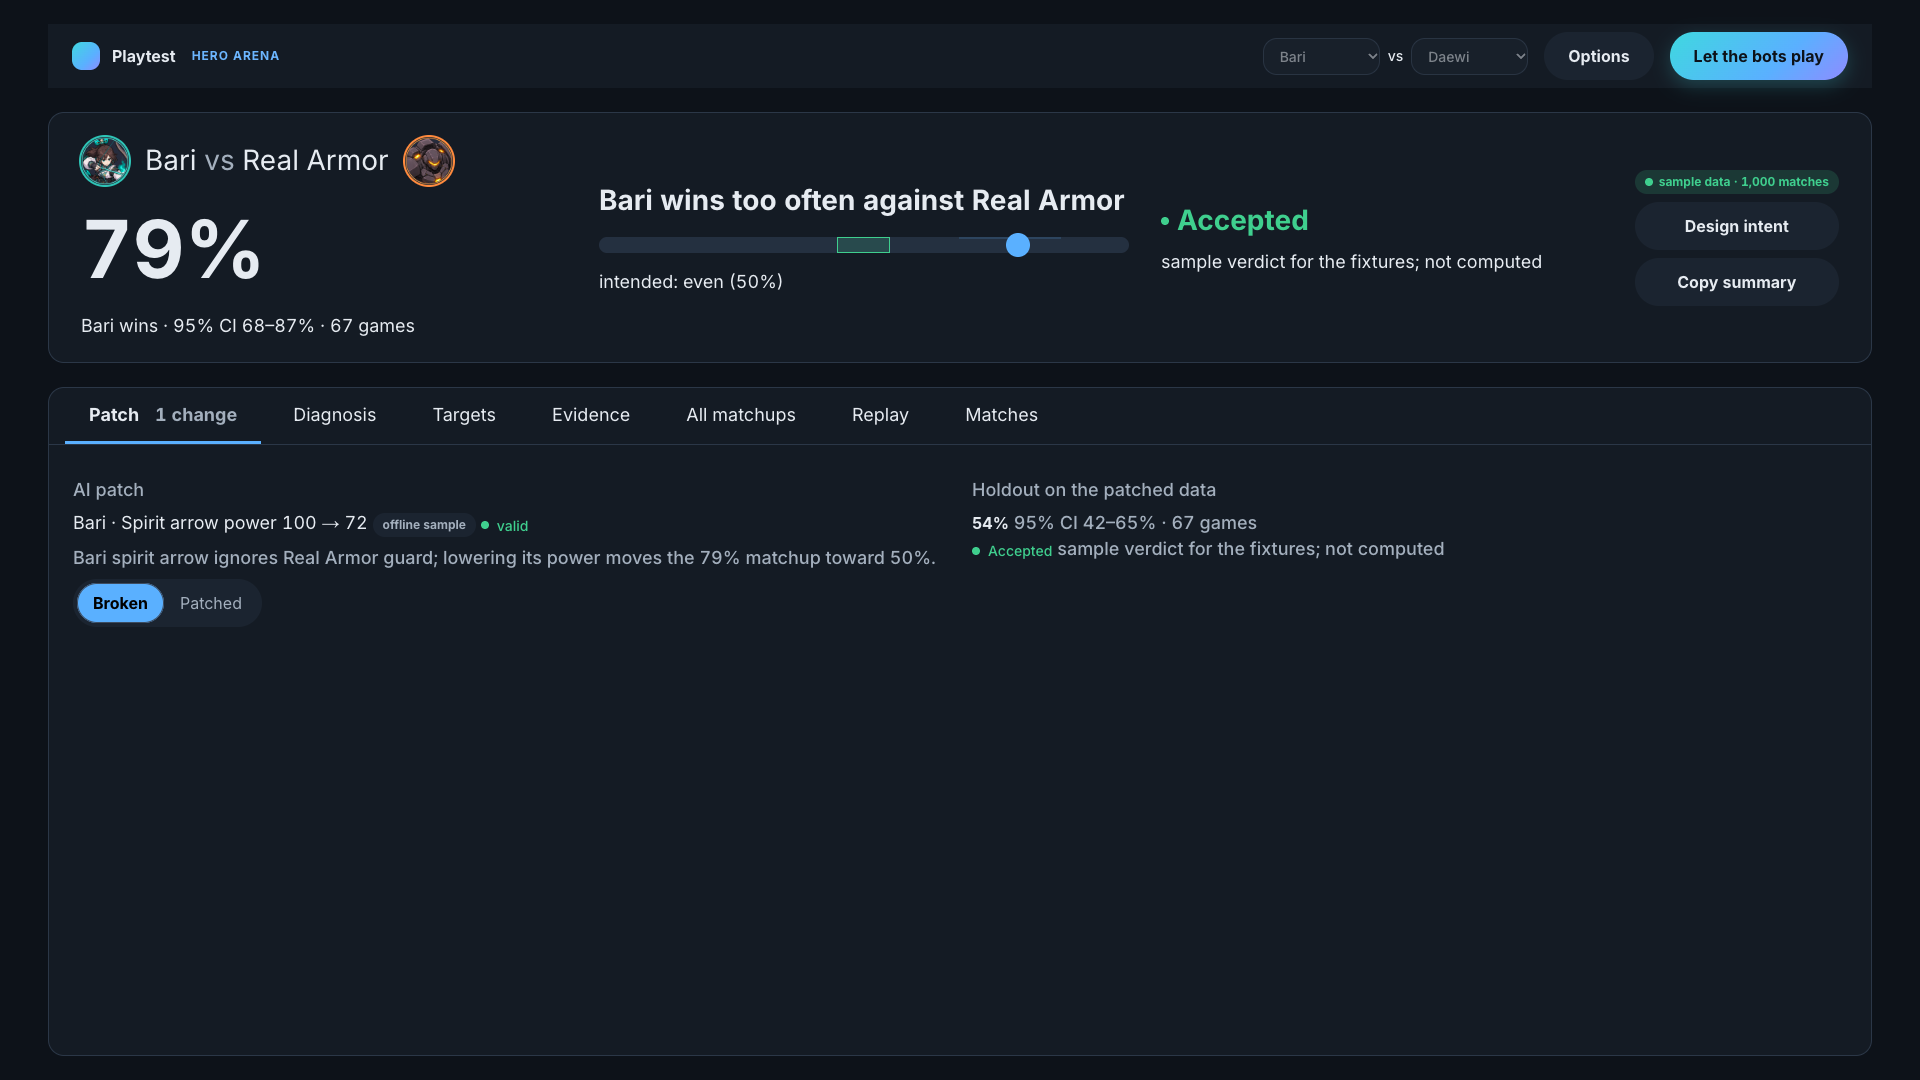 Playtest HERO ARENA
Bari vs Daewi Options Let the bots play
Bari vs Real Armor
79%
Bari wins · 95% CI 68–87% · 67 games
Bari wins too often against Real Armor
intended: even (50%)
• Accepted
sample verdict for the fixtures; not computed
sample data · 1,000 matches
Design intent
Copy summary
Patch 1 change Diagnosis Targets Evidence All matchups Replay Matches
AI patch
Bari · Spirit arrow power 100 → 72 offline sample valid
Bari spirit arrow ignores Real Armor guard; lowering its power moves the 79% matchup toward 50%.
Broken Patched
Holdout on the patched data
54% 95% CI 42–65% · 67 games
Accepted sample verdict for the fixtures; not computed